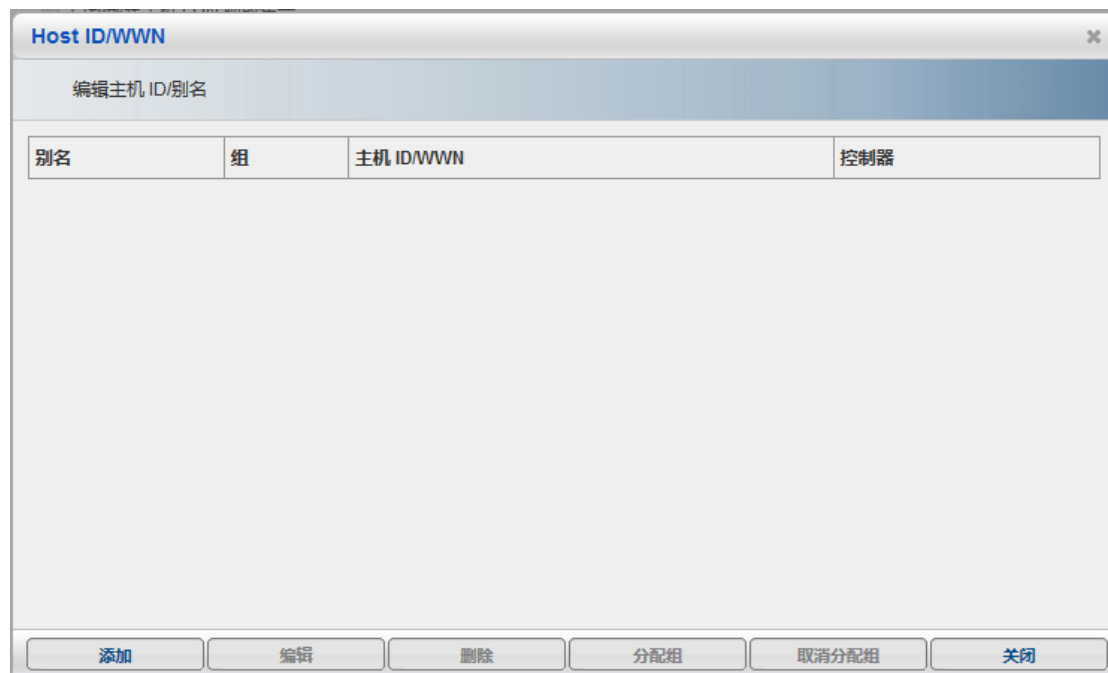 Host ID/WWN
编辑主机 ID/别名
别名 组 主机 ID/WWN 控制器
添加 编辑 删除 分配组 取消分配组 关闭